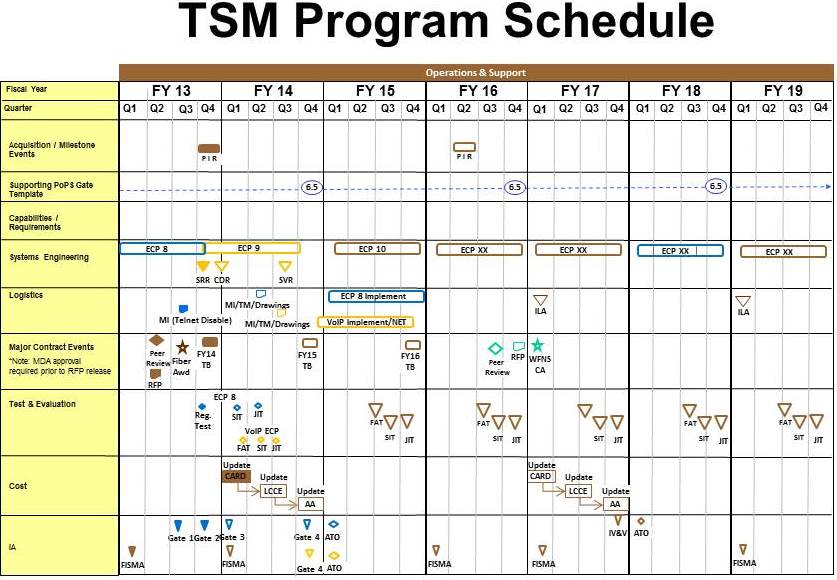 TSM Program Schedule
Operations & Support
Fiscal Year FY 13 FY 14 FY 15 FY 16 FY 17 FY 18 FY 19
Quarter Q1 Q2 Q3 Q4 Q1 Q2 Q3 Q4 Q1 Q2 Q3 Q4 Q1 Q2 Q3 Q4 Q1 Q2 Q3 Q4 Q1 Q2 Q3 Q4 Q1 Q2 Q3 Q4
Acquisition / Milestone
Events
PIR PIR
Supporting PoPS Gate
Template
6.5 6.5 6.5
Capabilities /
Requirements
Systems Engineering
ECP 8 ECP 9 ECP 10 ECP XX ECP XX ECP XX ECP XX
SRR CDR SVR
Logistics
ECP 8 Implement
MI/TM/Drawings
MI (Telnet Disable)
MI/TM/Drawings
VoIP Implement/NET
ILA ILA
Major Contract Events
*Note: MDA approval
required prior to RFP release
Peer
Review
RFP
Fiber
Awd
FY14
TB
FY15
TB
FY16
TB
Peer
Review
RFP
WFNS
CA
Test & Evaluation
Reg.
Test
ECP 8
SIT JIT
VoIP ECP
FAT SIT JIT
FAT SIT JIT
FAT SIT JIT
SIT JIT
FAT SIT JIT
FAT SIT JIT
Cost
Update
CARD
Update
LCCE
Update
AA
Update
CARD
Update
LCCE
Update
AA
IA
Gate 1 Gate 2 Gate 3 Gate 4 ATO IV&V ATO
FISMA FISMA Gate 4 ATO FISMA FISMA FISMA